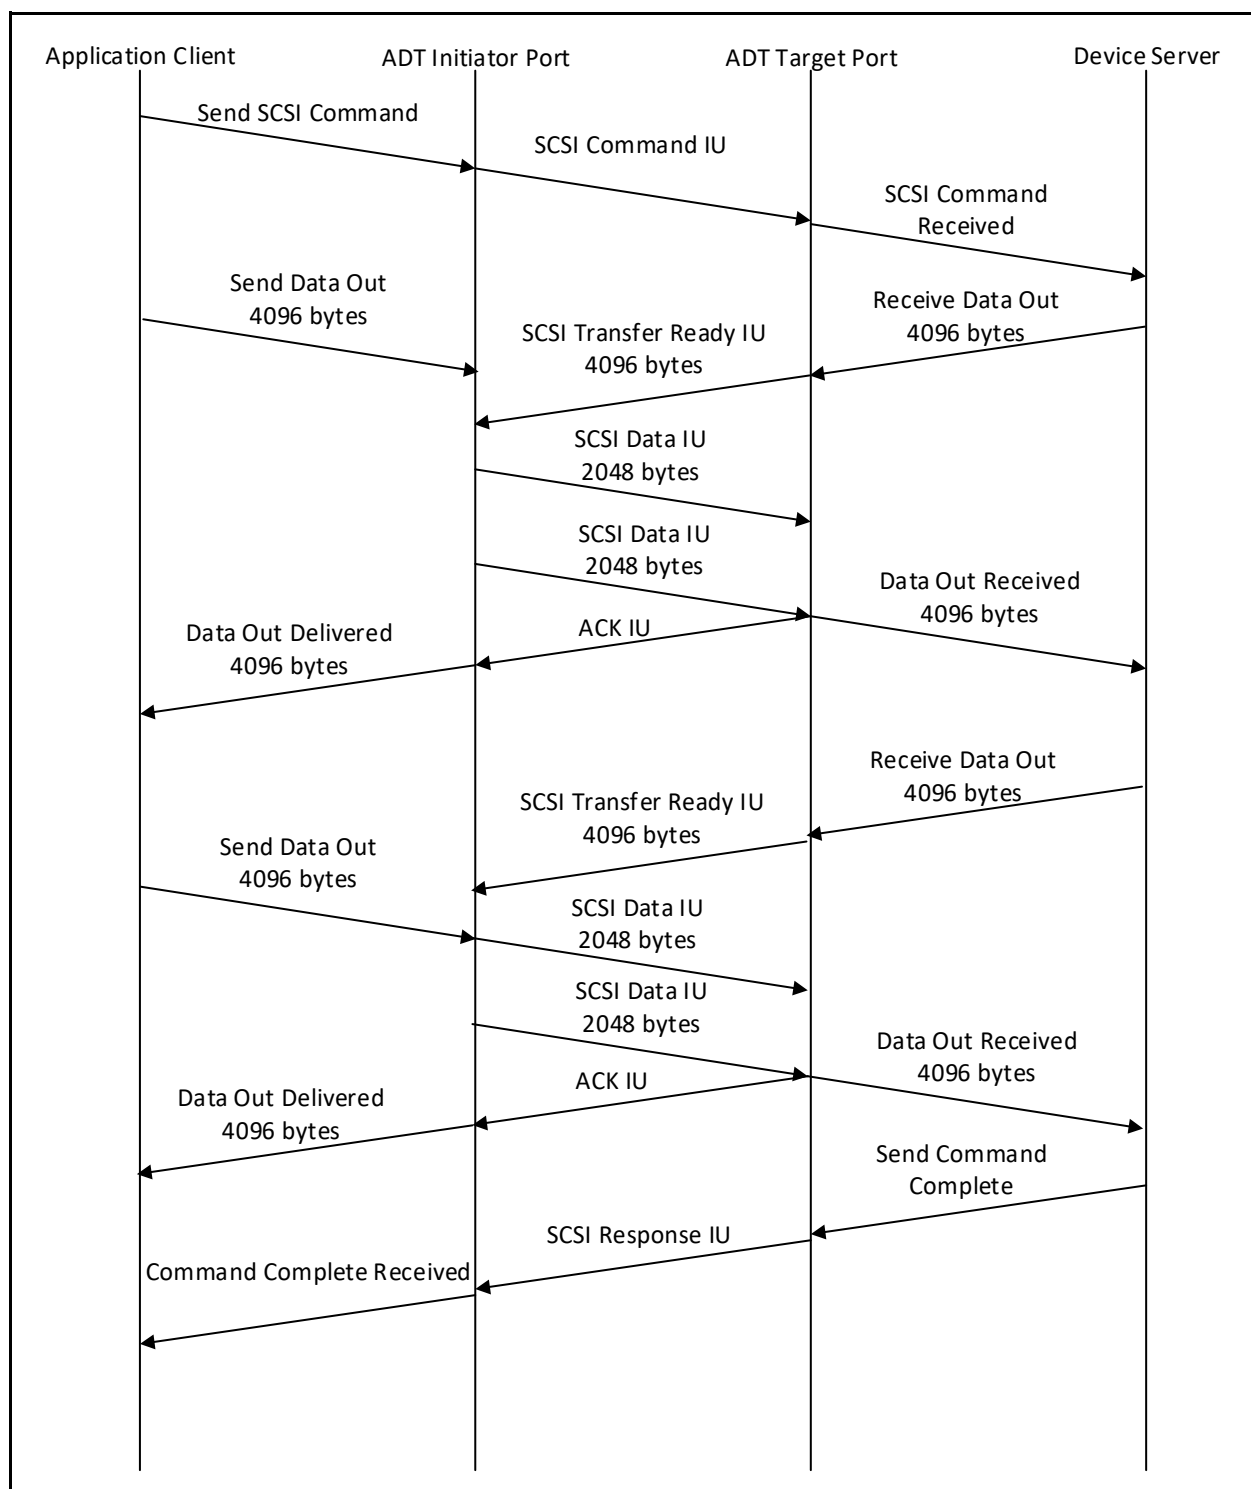 Application Client
ADT Initiator Port
ADT Target Port
Device Server
Send SCSI Command
SCSI Command IU
SCSI Command
Received
Send Data Out
4096 bytes
Receive Data Out
4096 bytes
SCSI Transfer Ready IU
4096 bytes
SCSI Data IU
2048 bytes
SCSI Data IU
2048 bytes
Data Out Received
4096 bytes
ACK IU
Data Out Delivered
4096 bytes
Receive Data Out
4096 bytes
SCSI Transfer Ready IU
4096 bytes
Send Data Out
4096 bytes
SCSI Data IU
2048 bytes
SCSI Data IU
2048 bytes
Data Out Received
4096 bytes
ACK IU
Data Out Delivered
4096 bytes
Send Command
Complete
SCSI Response IU
Command Complete Received